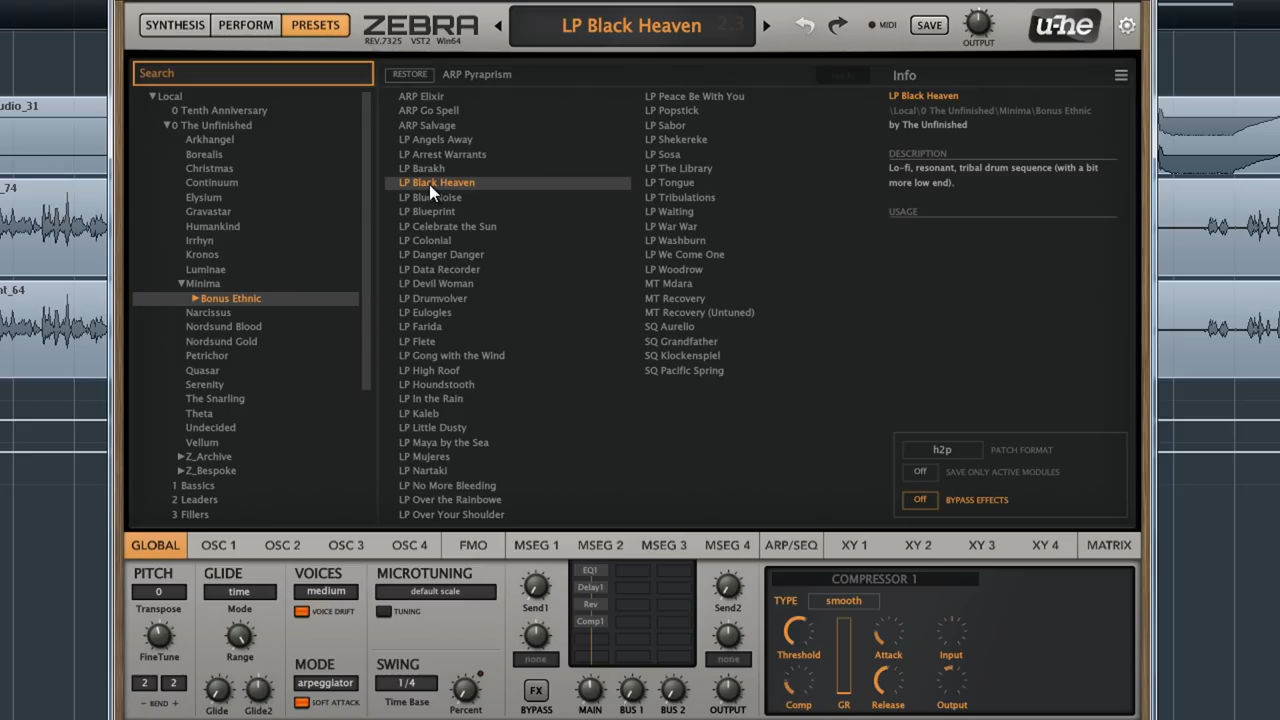 SYNTHESIS PERFORM PRESETS
ZEBRA
REV.7325 VST2 Win64
LP Black Heaven
2.3
MIDI
SAVE
OUTPUT
u-he
udio_31
_74
nt_64
Search
Local
0 Tenth Anniversary
0 The Unfinished
Arkhangel
Borealis
Christmas
Continuum
Elysium
Gravastar
Humankind
Irrhyn
Kronos
Luminae
Minima
Bonus Ethnic
Narcissus
Nordsund Blood
Nordsund Gold
Petrichor
Quasar
Serenity
The Snarling
Theta
Undecided
Vellum
Z_Archive
Z_Bespoke
1 Bassics
2 Leaders
3 Fillers
RESTORE ARP Pyraprism
ready
ARP Elixir
ARP Go Spell
ARP Salvage
LP Angels Away
LP Arrest Warrants
LP Barakh
LP Black Heaven
LP Blueprint
LP Celebrate the Sun
LP Colonial
LP Danger Danger
LP Data Recorder
LP Devil Woman
LP Drumvolver
LP Eulogies
LP Farida
LP Flete
LP Gong with the Wind
LP High Roof
LP Houndstooth
LP In the Rain
LP Kaleb
LP Little Dusty
LP Maya by the Sea
LP Mujeres
LP Nartaki
LP No More Bleeding
LP Over the Rainbowe
LP Over Your Shoulder
LP Peace Be With You
LP Popstick
LP Sabor
LP Shekereke
LP Sosa
LP The Library
LP Tongue
LP Tribulations
LP Waiting
LP War War
LP Washburn
LP We Come One
LP Woodrow
MT Mdara
MT Recovery
MT Recovery (Untuned)
SQ Aurelio
SQ Grandfather
SQ Klockenspiel
SQ Pacific Spring
Info
LP Black Heaven
\Local\0 The Unfinished\Minima\Bonus Ethnic
by The Unfinished
DESCRIPTION
Lo-fi, resonant, tribal drum sequence (with a bit
more low end).
USAGE
h2p PATCH FORMAT
Off SAVE ONLY ACTIVE MODULES
Off BYPASS EFFECTS
GLOBAL OSC 1 OSC 2 OSC 3 OSC 4 FMO MSEG 1 MSEG 2 MSEG 3 MSEG 4 ARP/SEQ XY 1 XY 2 XY 3 XY 4 MATRIX
PITCH
0
Transpose
FineTune
2 2
- BEND +
GLIDE
time
Mode
Range
Glide Glide2
VOICES
medium
VOICE DRIFT
MODE
arpeggiator
SOFT ATTACK
MICROTUNING
default scale
TUNING
SWING
1/4
Time Base
Percent
Send1
none
FX
BYPASS
EQ1
Delay1
Rev
Comp1
MAIN BUS 1 BUS 2
Send2
none
OUTPUT
COMPRESSOR 1
TYPE smooth
Threshold Attack Input
Comp GR Release Output